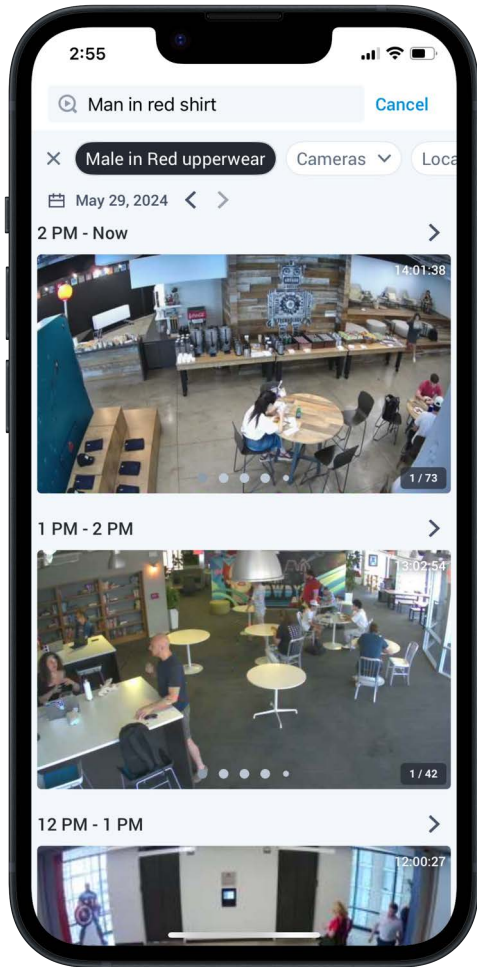 2:55
Man in red shirt
Cancel
Male in Red upperwear
Cameras
Loca
May 29, 2024
2 PM - Now
14:01:38
1 / 73
1 PM - 2 PM
13:02:54
1 / 42
12 PM - 1 PM
12:00:27